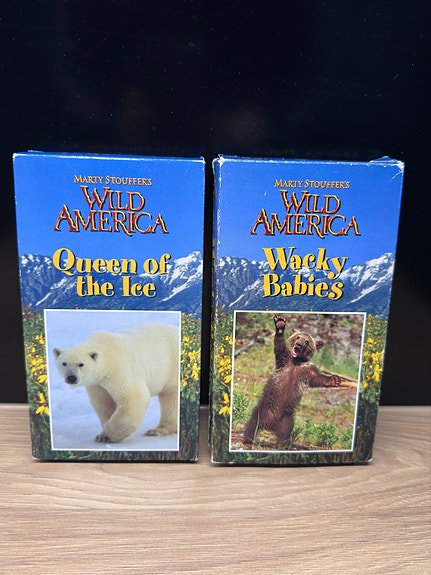 Marty Stouffer's
Wild
America
Queen of
the Ice
Marty Stouffer's
Wild
America
Wacky
Babies